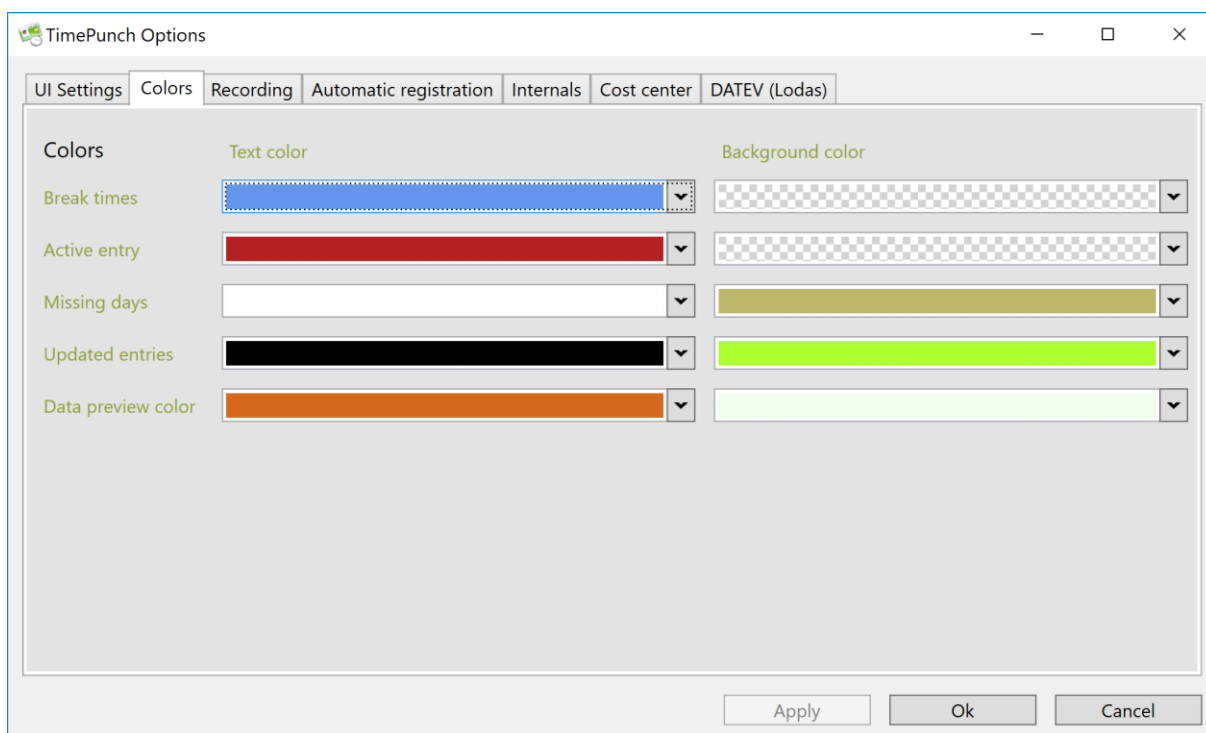 TimePunch Options
UI Settings Colors Recording Automatic registration Internals Cost center DATEV (Lodas)
Colors Text color Background color
Break times
Active entry
Missing days
Updated entries
Data preview color
Apply Ok Cancel